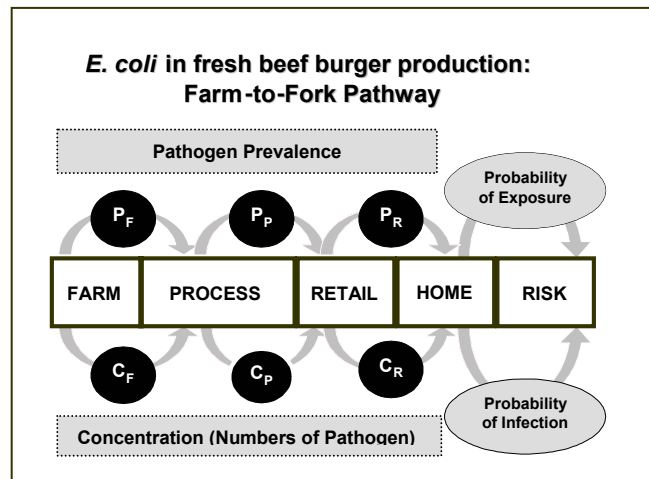 E. coli in fresh beef burger production:
Farm-to-Fork Pathway
Pathogen Prevalence
Probability
of Exposure
PF
PP
PR
FARM
PROCESS
RETAIL
HOME
RISK
CF
CP
CR
Probability
of Infection
Concentration (Numbers of Pathogen)